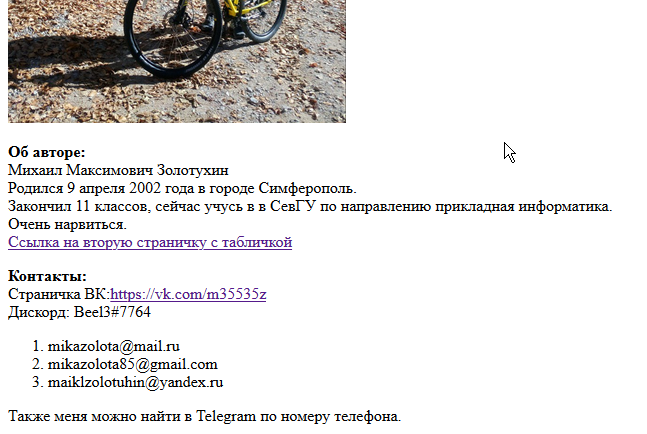 Об авторе:
Михаил Максимович Золотухин
Родился 9 апреля 2002 года в городе Симферополь.
Закончил 11 классов, сейчас учусь в в СевГУ по направлению прикладная информатика.
Очень нарвиться.
Ссылка на вторую страничку с табличкой
Контакты:
Страничка ВК:https://vk.com/m35535z
Дискорд: Beel3#7764
1. mikazolota@mail.ru
2. mikazolota85@gmail.com
3. maiklzolotuhin@yandex.ru
Также меня можно найти в Telegram по номеру телефона.